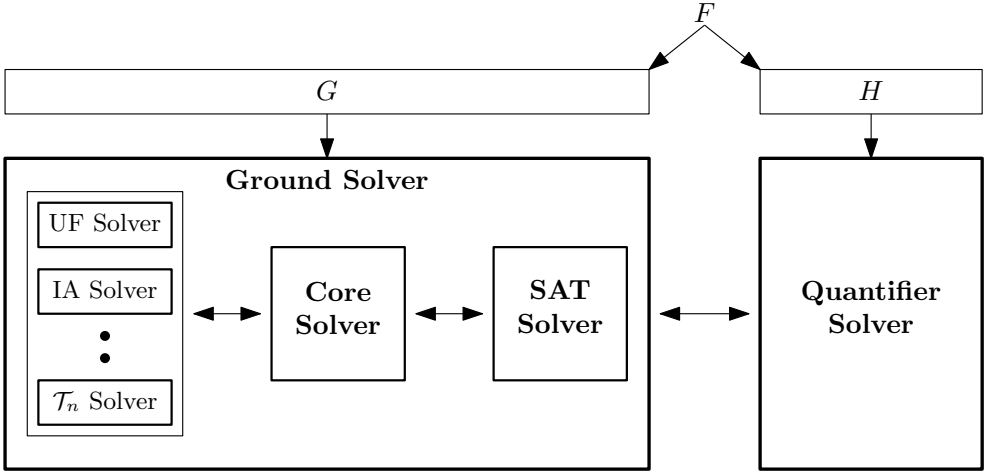 F
G
H
Ground Solver
UF Solver
IA Solver
𝒯n Solver
Core
Solver
SAT
Solver
Quantifier
Solver